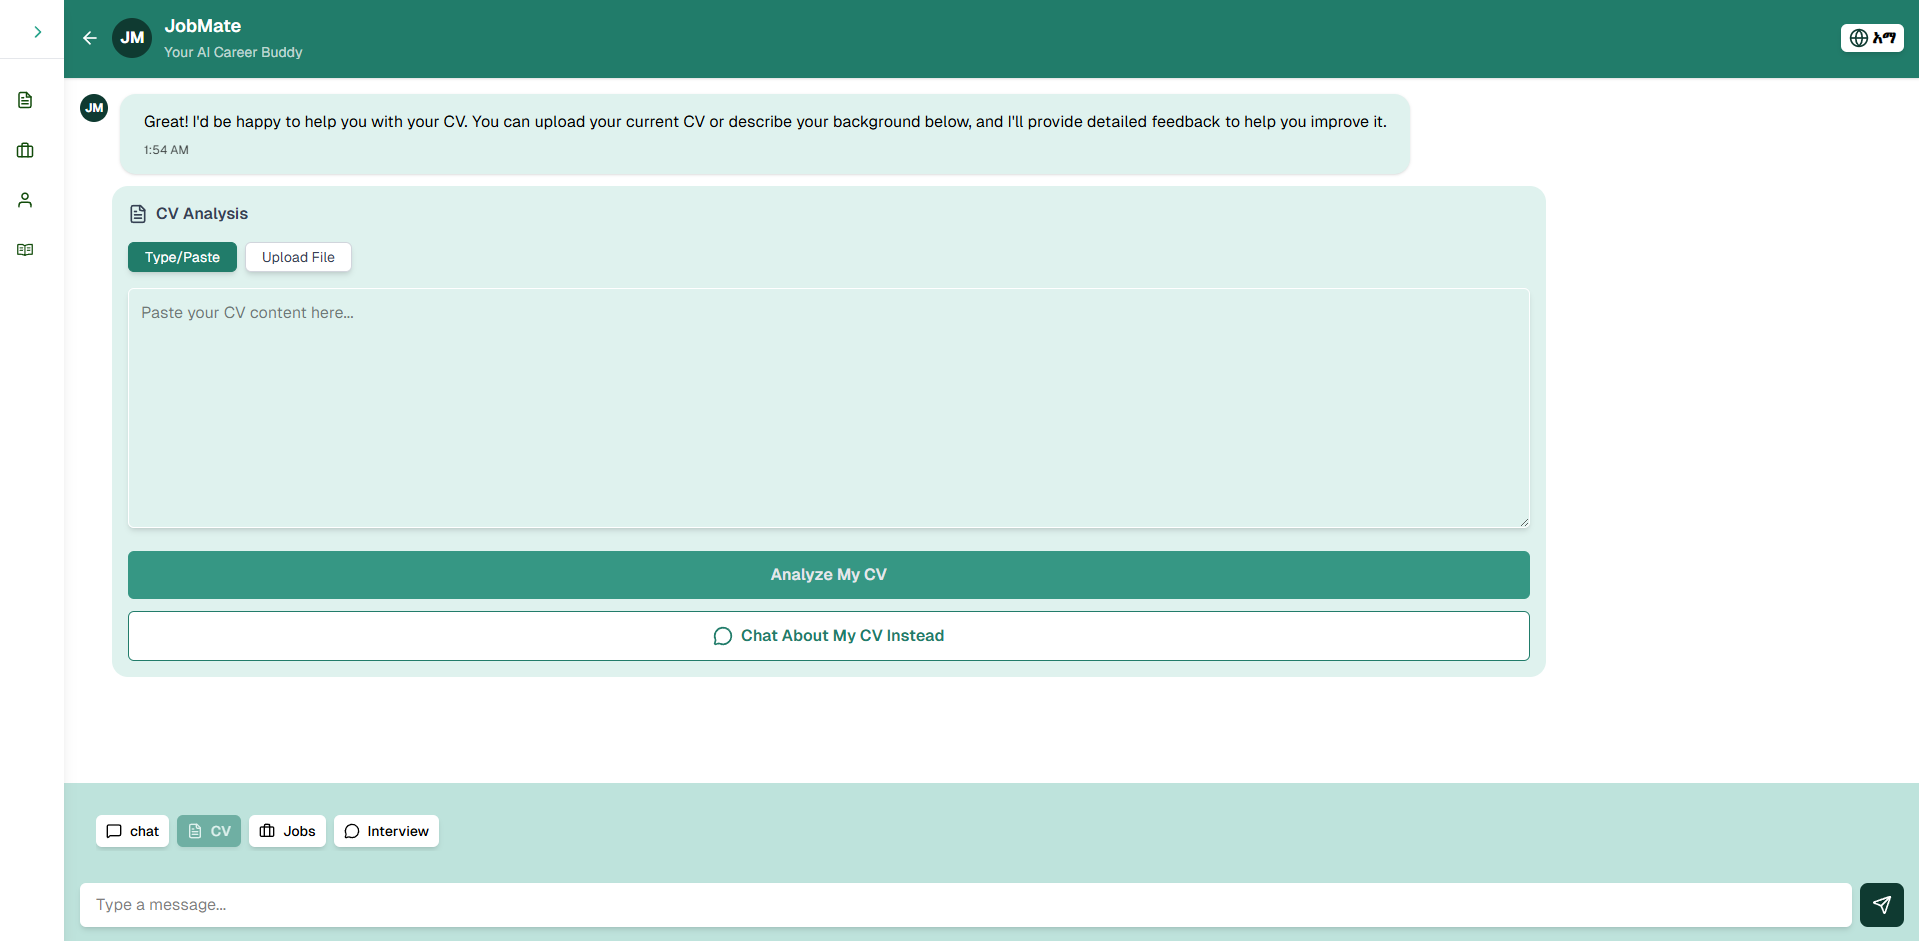 JM
JobMate
Your AI Career Buddy
አማ
JM
Great! I'd be happy to help you with your CV. You can upload your current CV or describe your background below, and I'll provide detailed feedback to help you improve it.
1:54 AM
CV Analysis
Type/Paste
Upload File
Paste your CV content here...
Analyze My CV
Chat About My CV Instead
chat
CV
Jobs
Interview
Type a message...